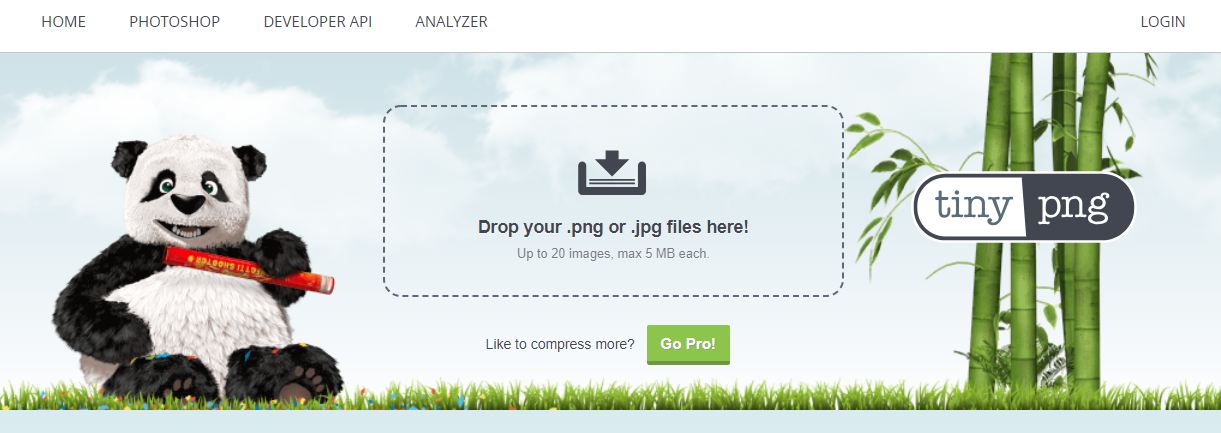 HOME PHOTOSHOP DEVELOPER API ANALYZER LOGIN
Drop your .png or .jpg files here!
Up to 20 images, max 5 MB each.
Like to compress more? Go Pro!
tiny png
FOTTI SHOOTER